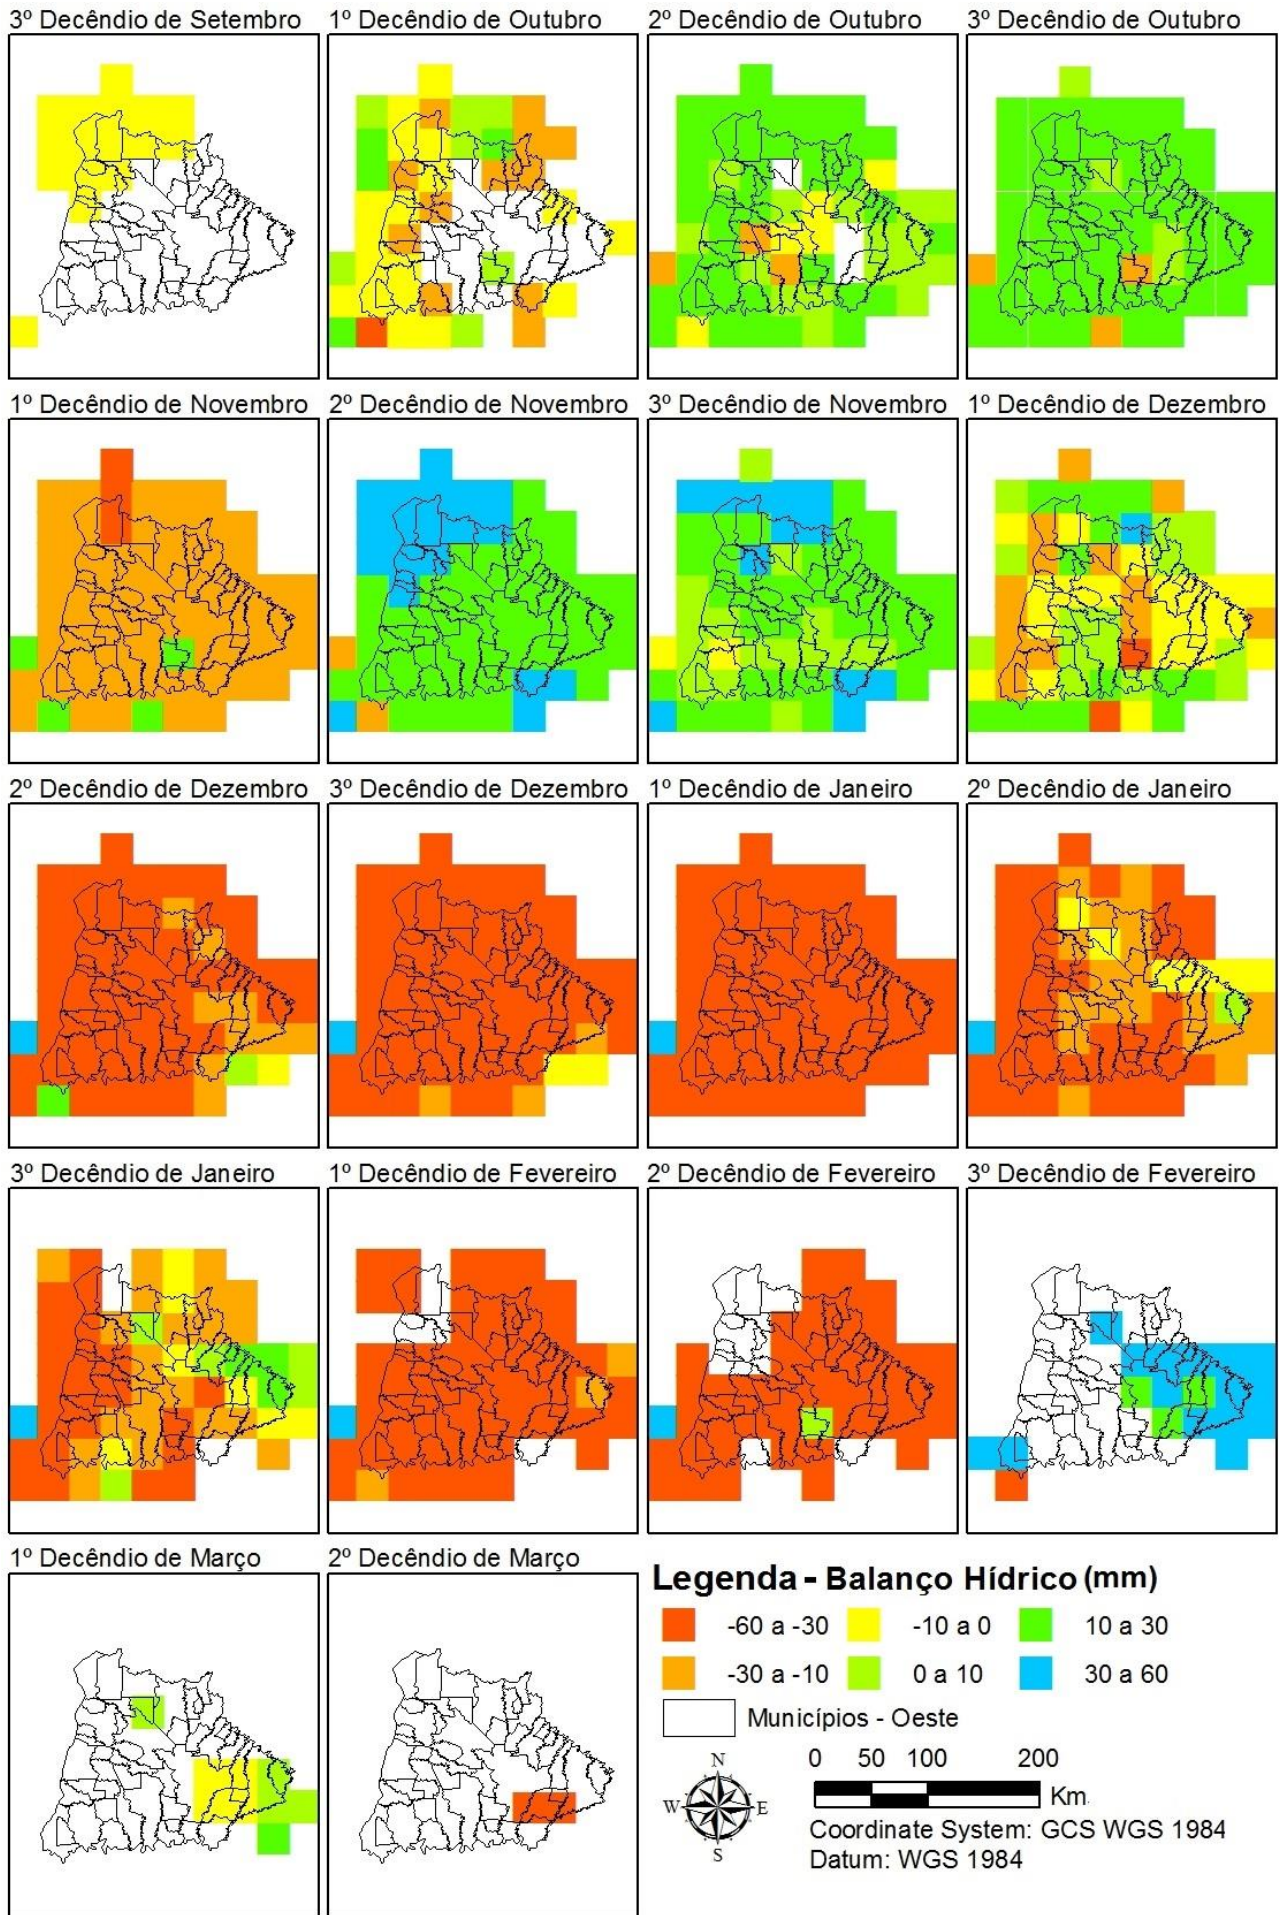 3º Decêndio de Setembro
1º Decêndio de Outubro
2º Decêndio de Outubro
3º Decêndio de Outubro
1º Decêndio de Novembro
2º Decêndio de Novembro
3º Decêndio de Novembro
1º Decêndio de Dezembro
2º Decêndio de Dezembro
3º Decêndio de Dezembro
1º Decêndio de Janeiro
2º Decêndio de Janeiro
3º Decêndio de Janeiro
1º Decêndio de Fevereiro
2º Decêndio de Fevereiro
3º Decêndio de Fevereiro
1º Decêndio de Março
2º Decêndio de Março
Legenda - Balanço Hídrico (mm)
-60 a -30
-10 a 0
10 a 30
-30 a -10
0 a 10
30 a 60
Municípios - Oeste
N
W
E
S
0 50 100 200
Km
Coordinate System: GCS WGS 1984
Datum: WGS 1984